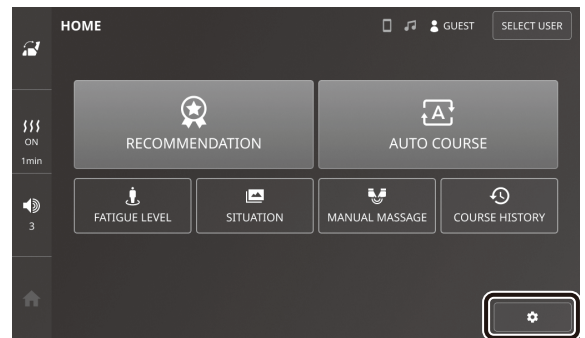 HOME
GUEST
SELECT USER
ON
1min
3
RECOMMENDATION
AUTO COURSE
FATIGUE LEVEL
SITUATION
MANUAL MASSAGE
COURSE HISTORY